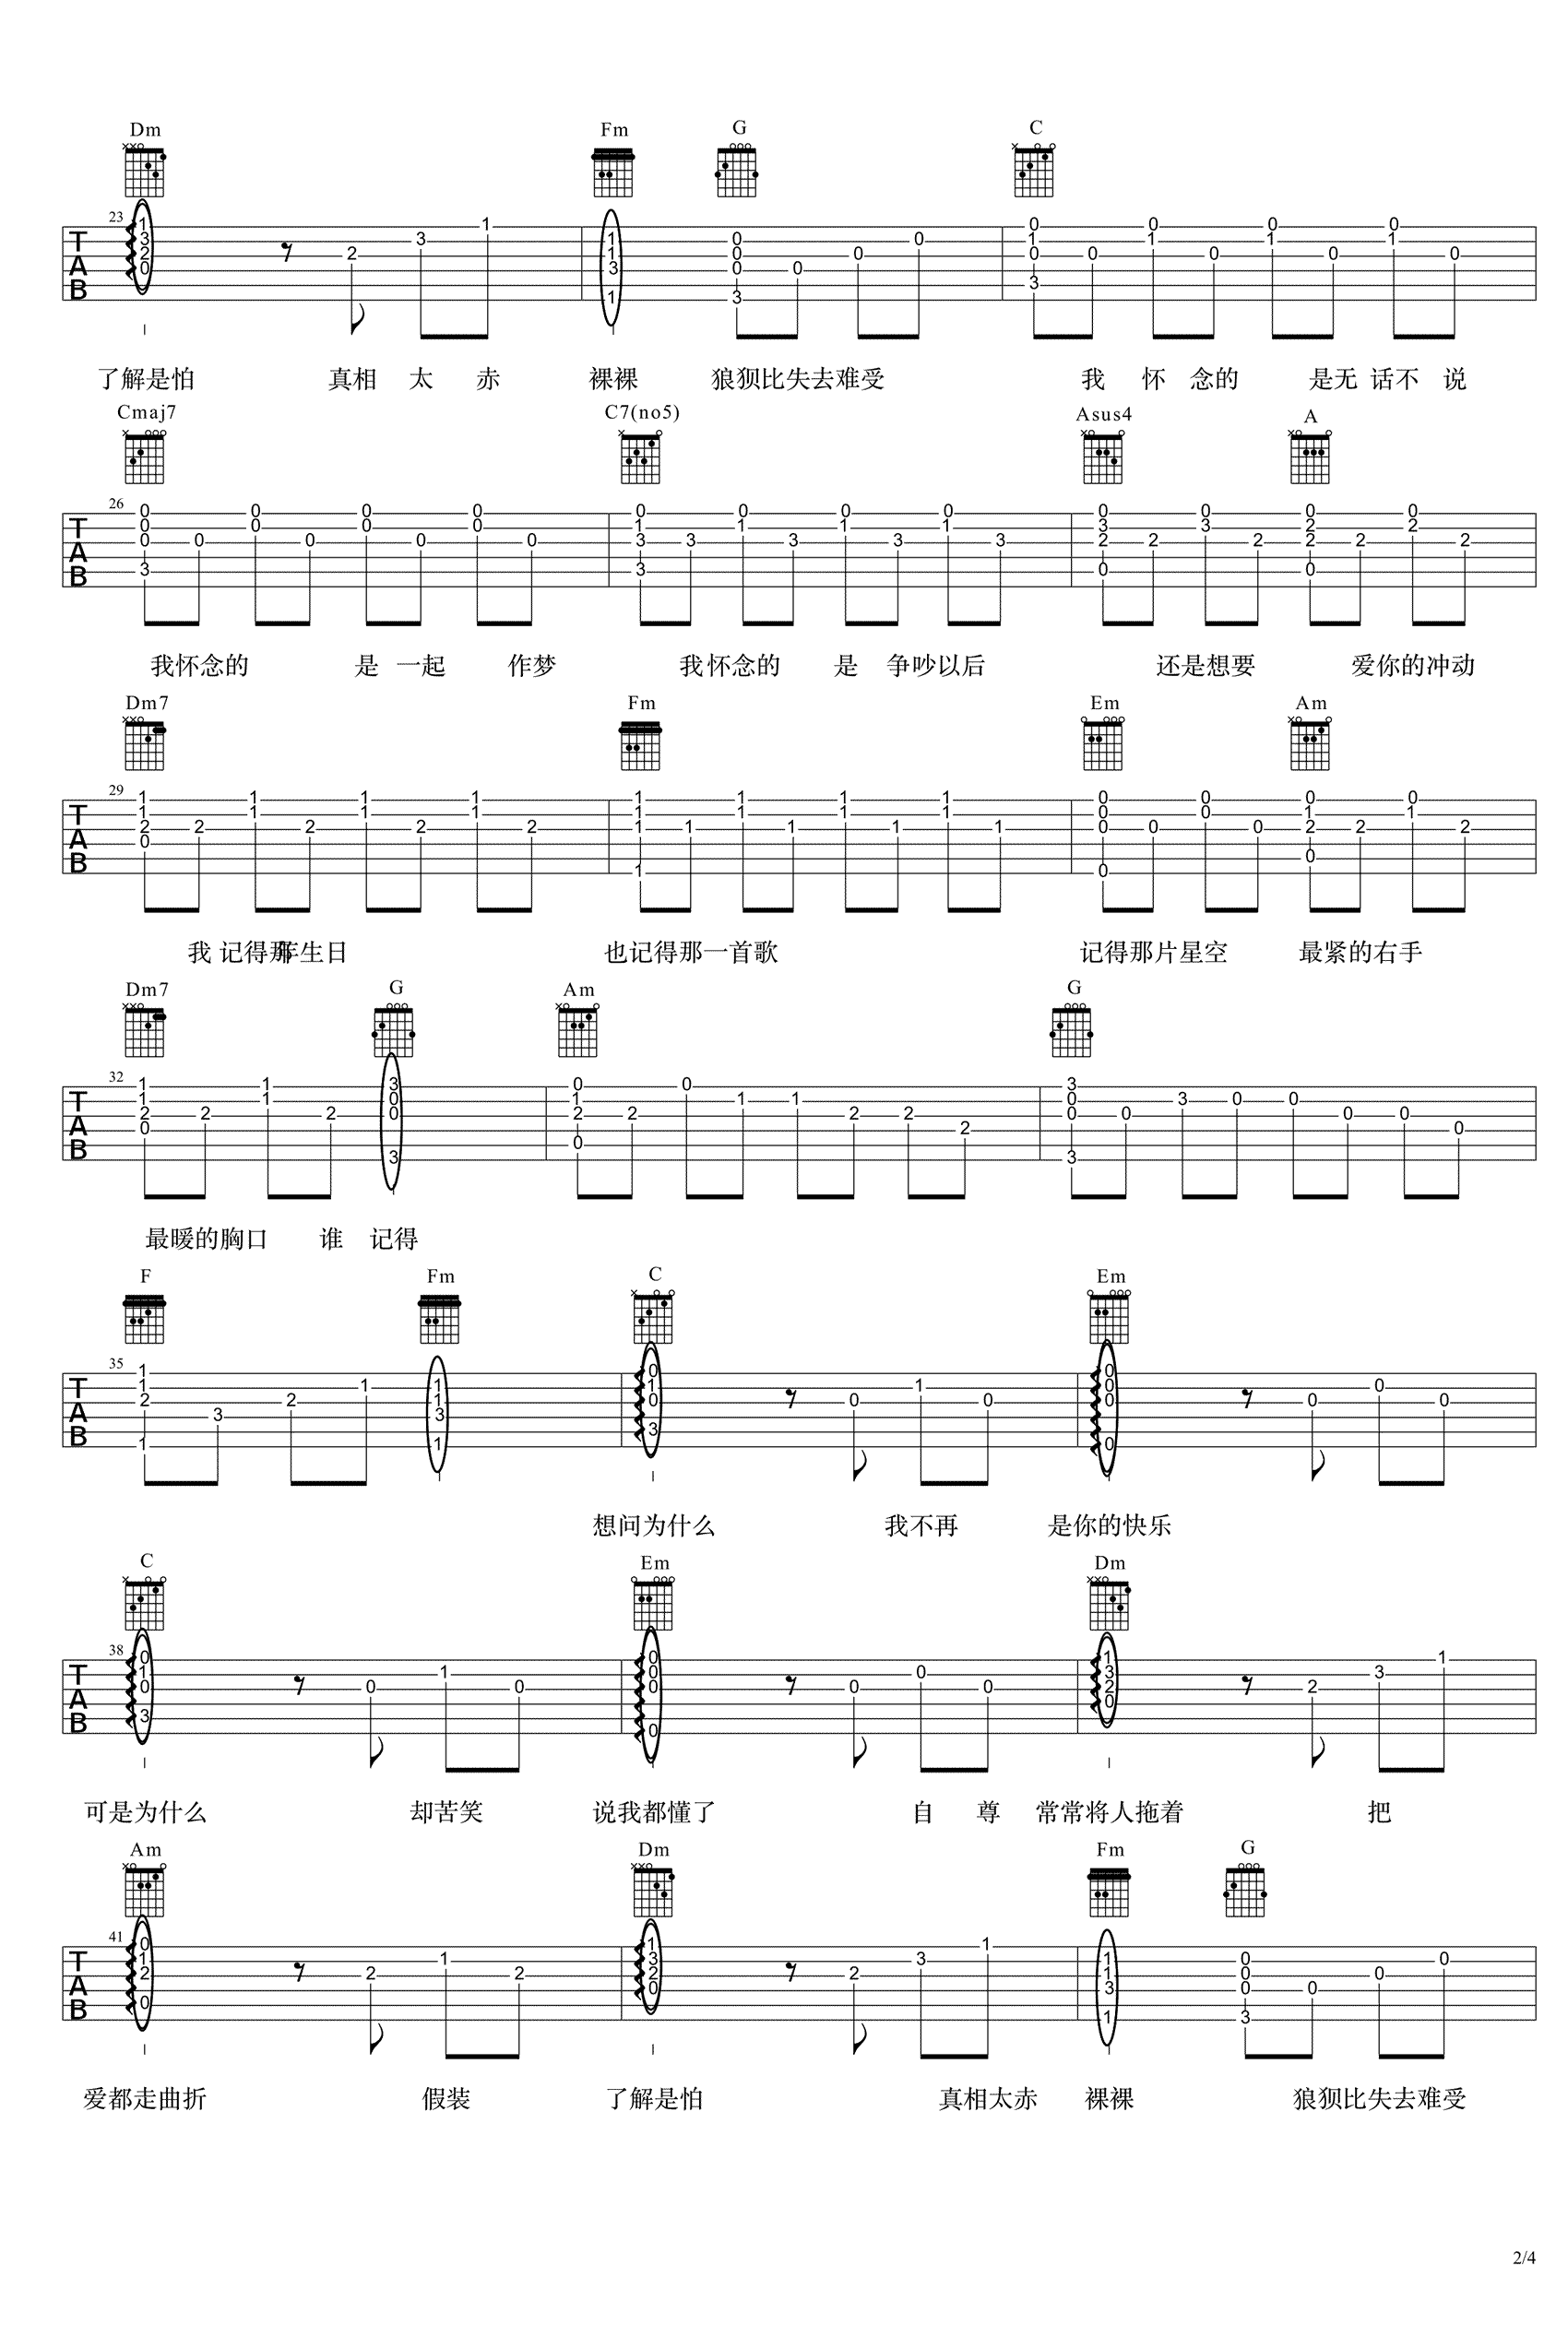 Dm Fm G C
23
了解是怕 真相 太 赤 裸裸 狼狈比失去难受 我 怀 念的 是无 话不 说
Cmaj7 C7(no5) Asus4 A
26
我怀念的 是 一起 作梦 我怀念的 是 争吵以后 还是想要 爱你的冲动
Dm7 Fm Em Am
29
我 记得那年生日 也记得那一首歌 记得那片星空 最紧的右手
Dm7 G Am G
32
最暖的胸口 谁 记得
F Fm C Em
35
想问为什么 我不再 是你的快乐
C Em Dm
38
可是为什么 却苦笑 说我都懂了 自 尊 常常将人拖着 把
Am Dm Fm G
41
爱都走曲折 假装 了解是怕 真相太赤 裸裸 狼狈比失去难受
2/4